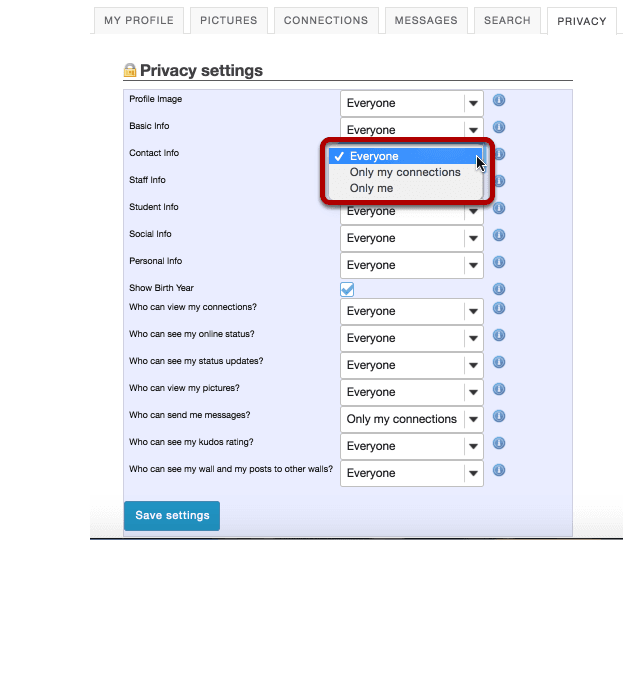 MY PROFILE PICTURES CONNECTIONS MESSAGES SEARCH PRIVACY
Privacy settings
Profile Image Everyone
Basic Info Everyone
Contact Info Everyone
Only my connections
Staff Info Only me
Student Info Everyone
Social Info Everyone
Personal Info Everyone
Show Birth Year
Who can view my connections? Everyone
Who can see my online status? Everyone
Who can see my status updates? Everyone
Who can view my pictures? Everyone
Who can send me messages? Only my connections
Who can see my kudos rating? Everyone
Who can see my wall and my posts to other walls? Everyone
Save settings